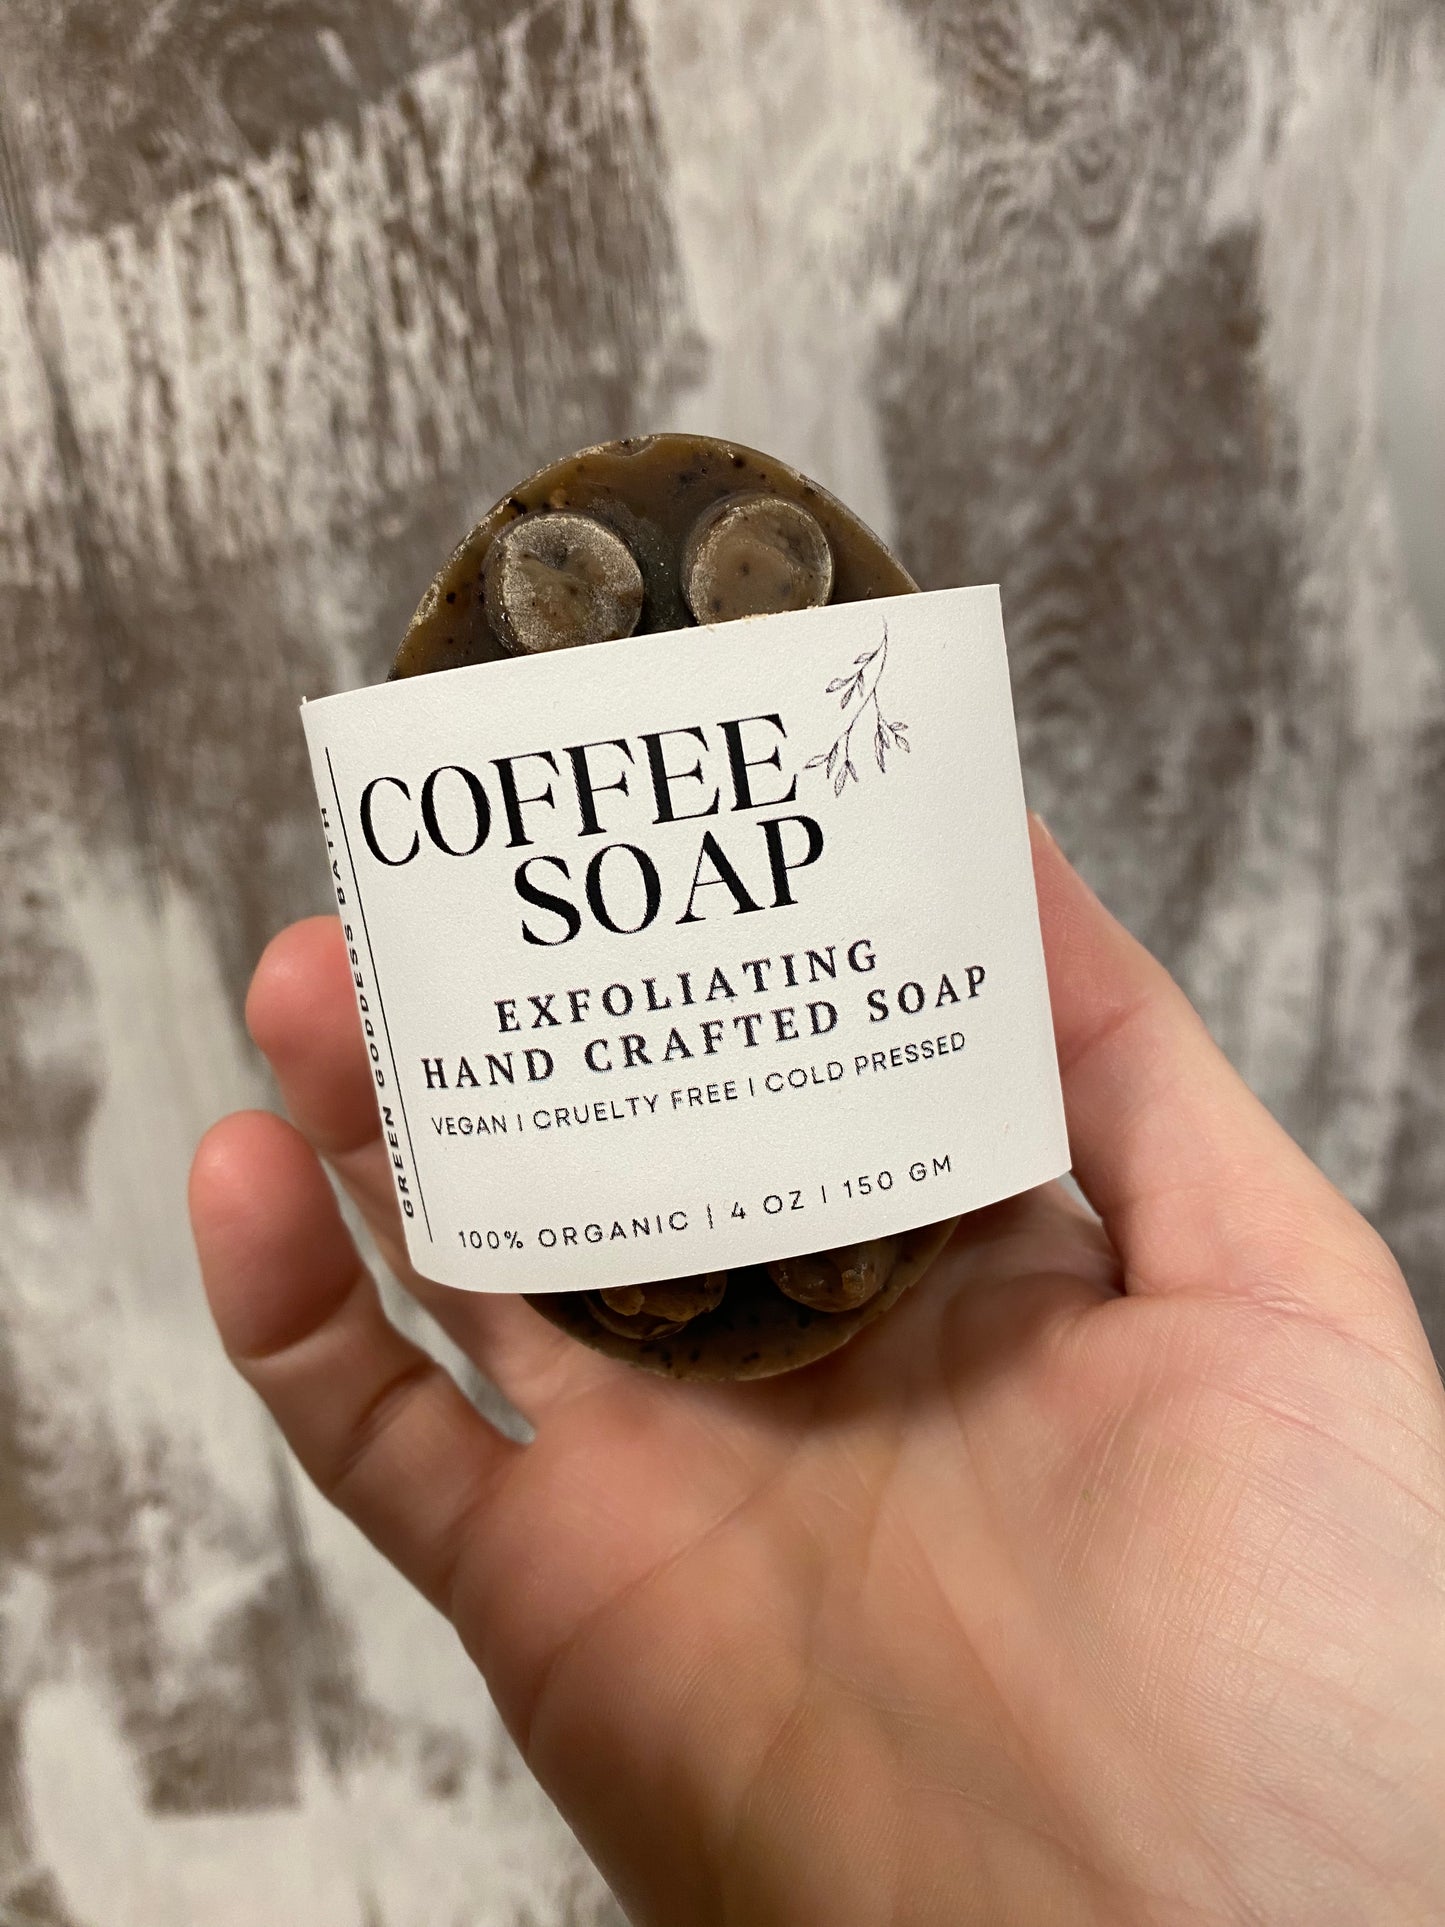 COFFEE
SOAP
EXFOLIATING
HAND CRAFTED SOAP
VEGAN | CRUELTY FREE | COLD PRESSED
100% ORGANIC | 4 OZ | 150 GM
GREEN GODDESS BATH